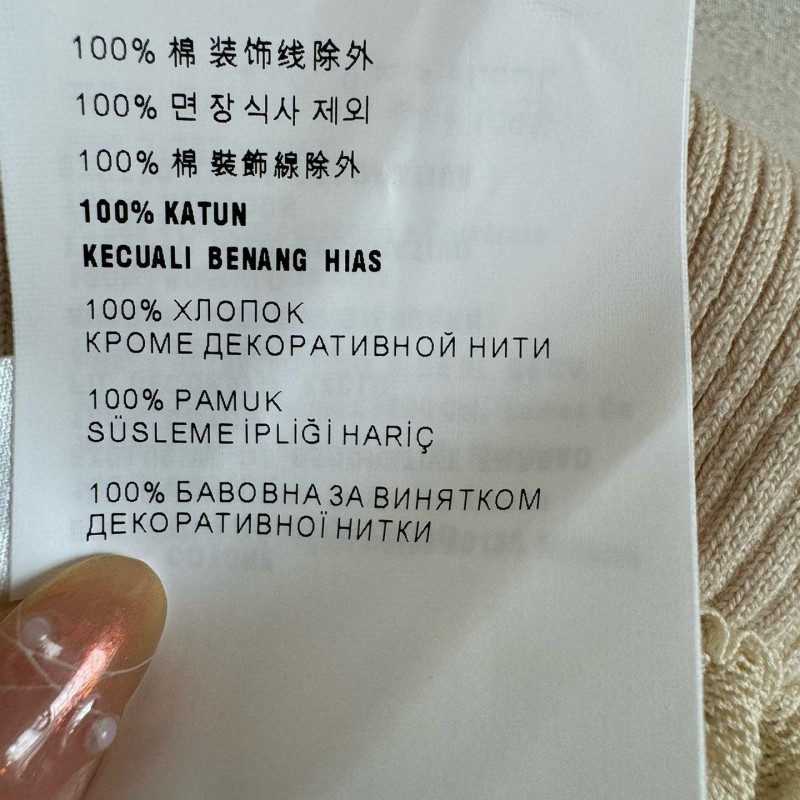 100% 棉 装饰线除外
100% 면 장식사 제외
100% 棉 裝飾線除外
100% KATUN
KECUALI BENANG HIAS
100% ХЛОПОК
КРОМЕ ДЕКОРАТИВНОЙ НИТИ
100% PAMUK
SÜSLEME İPLİĞİ HARİÇ
100% БАВОВНА ЗА ВИНЯТКОМ
ДЕКОРАТИВНОЇ НИТКИ